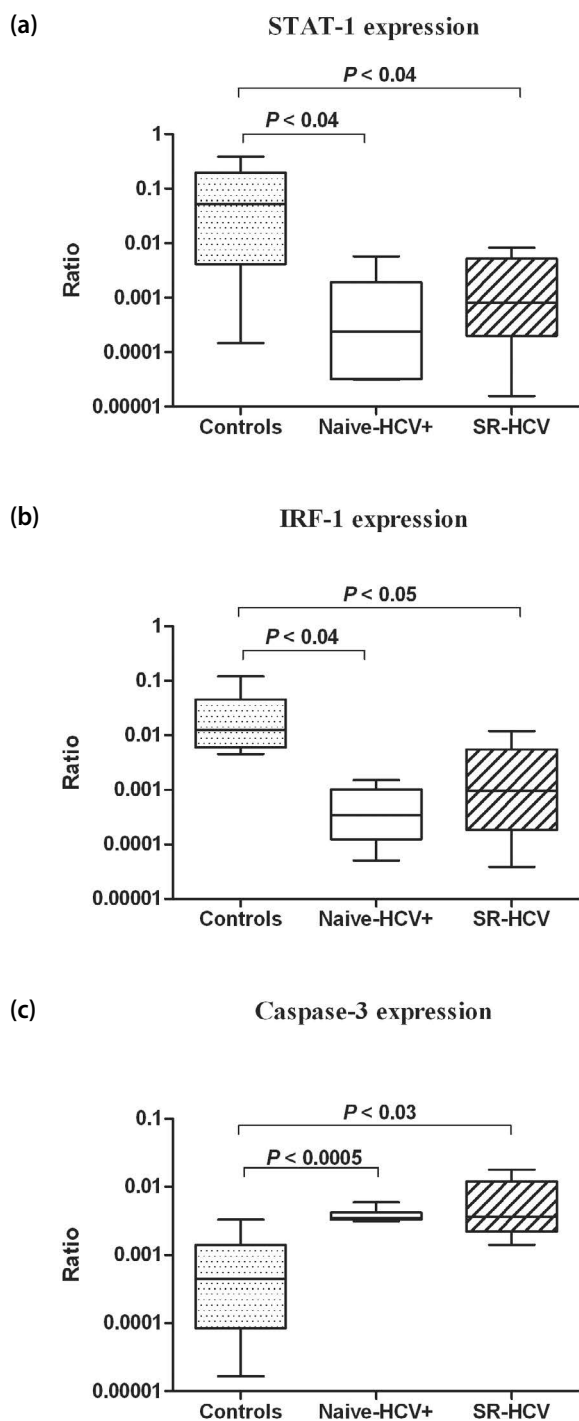 (a)
STAT-1 expression
P < 0.04
P < 0.04
1
0.1
0.01
0.001
0.0001
0.00001
Ratio
Controls Naive-HCV+ SR-HCV
(b)
IRF-1 expression
P < 0.05
P < 0.04
1
0.1
0.01
0.001
0.0001
0.00001
Ratio
Controls Naive-HCV+ SR-HCV
(c)
Caspase-3 expression
P < 0.03
P < 0.0005
0.1
0.01
0.001
0.0001
0.00001
Ratio
Controls Naive-HCV+ SR-HCV